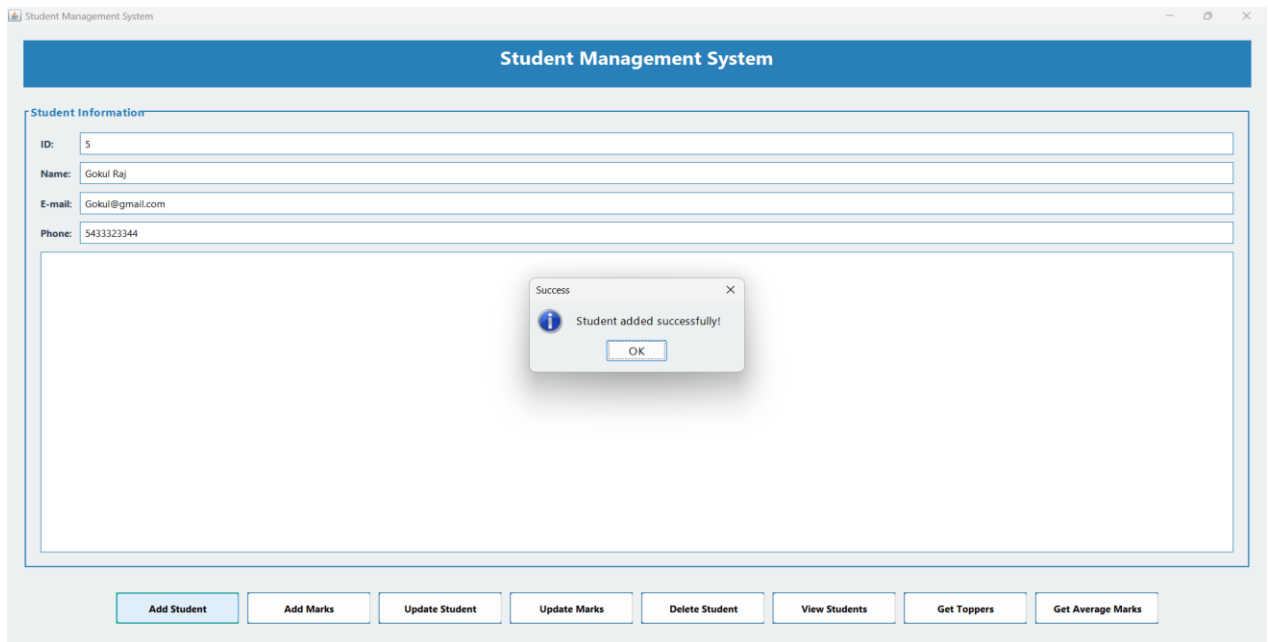 Student Management System
Student Management System
Student Information
ID: 5
Name: Gokul Raj
E-mail: Gokul@gmail.com
Phone: 5433323344
Success
Student added successfully!
OK
Add Student Add Marks Update Student Update Marks Delete Student View Students Get Toppers Get Average Marks